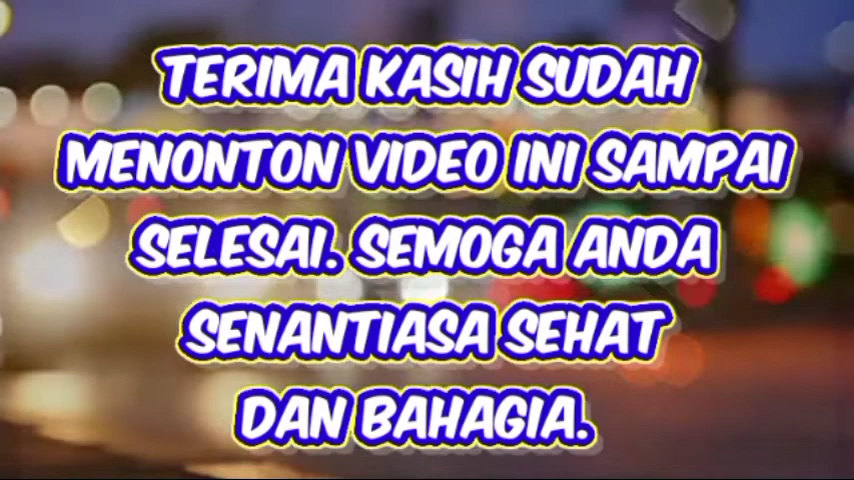 TERIMA KASIH SUDAH
MENONTON VIDEO INI SAMPAI
SELESAI. SEMOGA ANDA
SENANTIASA SEHAT
DAN BAHAGIA.